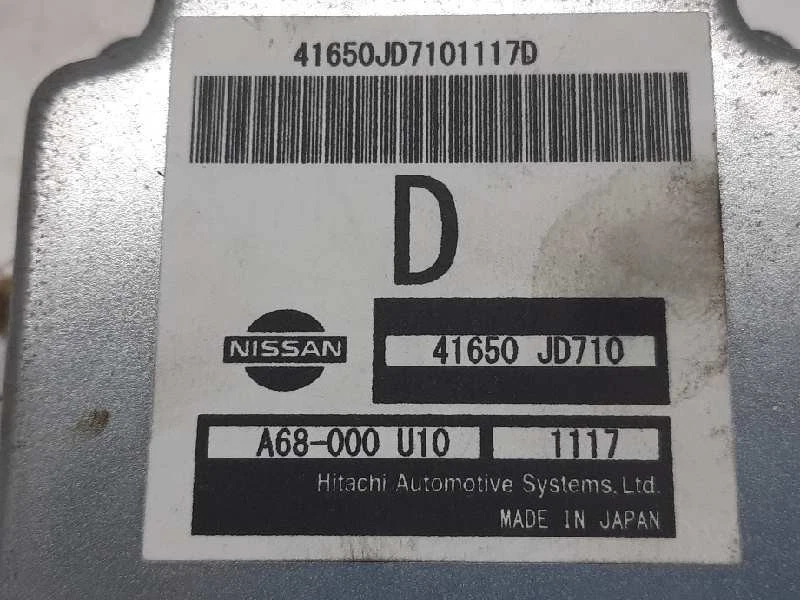 41650JD7101117D
D
NISSAN
41650 JD710
A68-000 U10 1117
Hitachi Automotive Systems,Ltd.
MADE IN JAPAN